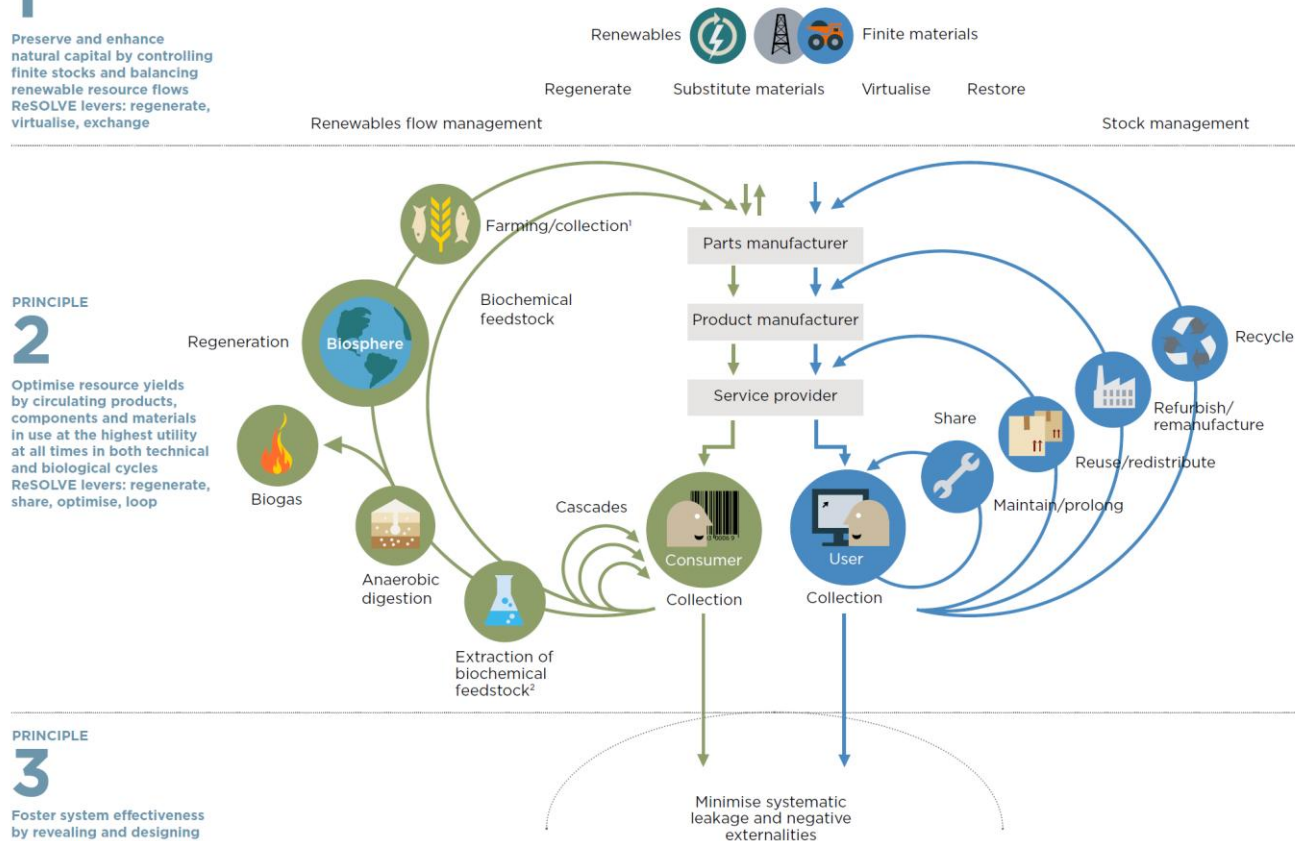 1
Preserve and enhance
natural capital by controlling
finite stocks and balancing
renewable resource flows
ReSOLVE levers: regenerate,
virtualise, exchange
Renewables
Finite materials
Regenerate
Substitute materials
Virtualise
Restore
Renewables flow management
Stock management
PRINCIPLE
2
Optimise resource yields
by circulating products,
components and materials
in use at the highest utility
at all times in both technical
and biological cycles
ReSOLVE levers: regenerate,
share, optimise, loop
Farming/collection¹
Biochemical
feedstock
Regeneration
Biosphere
Biogas
Anaerobic
digestion
Extraction of
biochemical
feedstock²
Cascades
Parts manufacturer
Product manufacturer
Service provider
Consumer
Collection
User
Collection
Share
Maintain/prolong
Reuse/redistribute
Refurbish/
remanufacture
Recycle
PRINCIPLE
3
Foster system effectiveness
by revealing and designing
Minimise systematic
leakage and negative
externalities